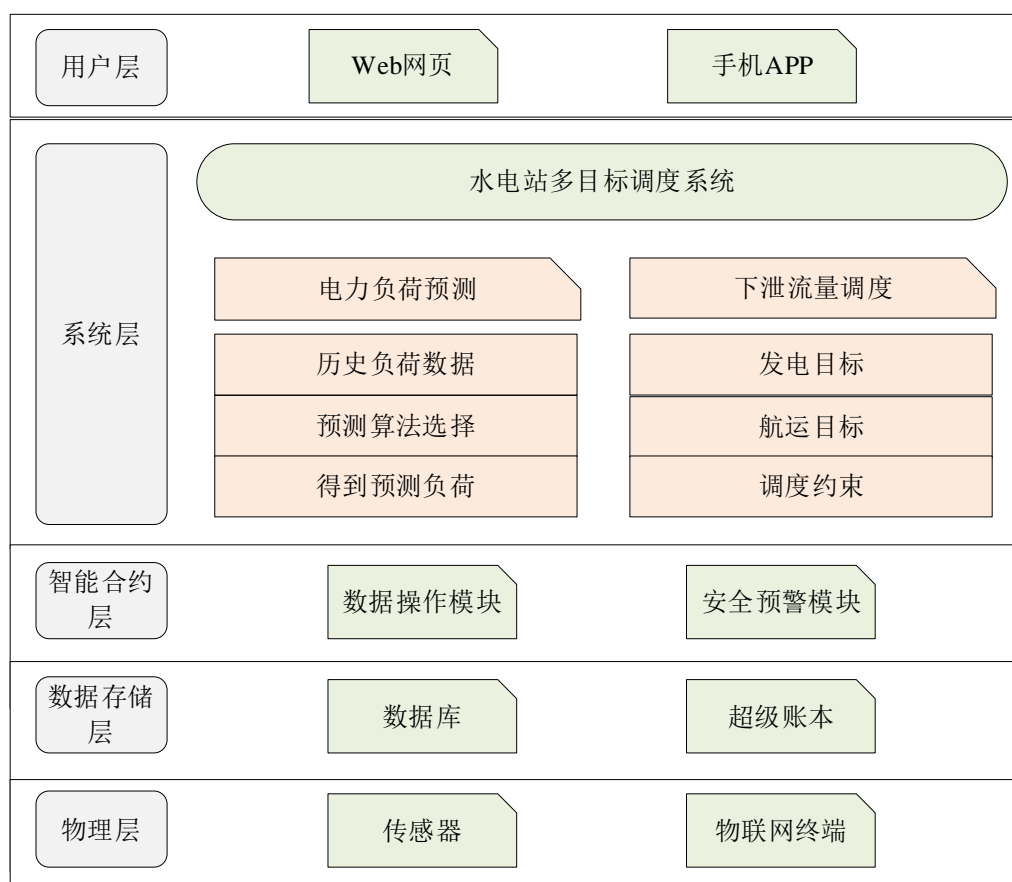 用户层
Web网页
手机APP
系统层
水电站多目标调度系统
电力负荷预测
历史负荷数据
预测算法选择
得到预测负荷
下泄流量调度
发电目标
航运目标
调度约束
智能合约
层
数据操作模块
安全预警模块
数据存储
层
数据库
超级账本
物理层
传感器
物联网终端